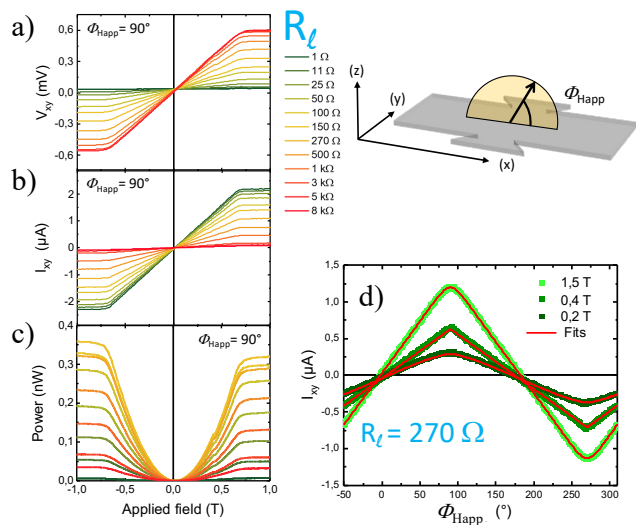 a)
Φ_Happ = 90°
0,6
0,3
0,0
-0,3
-0,6
V_xy (mV)
R_ℓ
1 Ω
11 Ω
25 Ω
50 Ω
100 Ω
150 Ω
270 Ω
500 Ω
1 kΩ
3 kΩ
5 kΩ
8 kΩ
(z)
(y)
(x)
Φ_Happ
b)
Φ_Happ = 90°
2
1
0
-1
-2
I_xy (µA)
c)
Φ_Happ = 90°
0,4
0,3
0,2
0,1
0,0
Power (nW)
-1,0
-0,5
0,0
0,5
1,0
Applied field (T)
d)
1,5 T
0,4 T
0,2 T
Fits
1,5
1,0
0,5
0,0
-0,5
-1,0
-1,5
I_xy (µA)
R_ℓ = 270 Ω
-50
0
50
100
150
200
250
300
Φ_Happ (°)